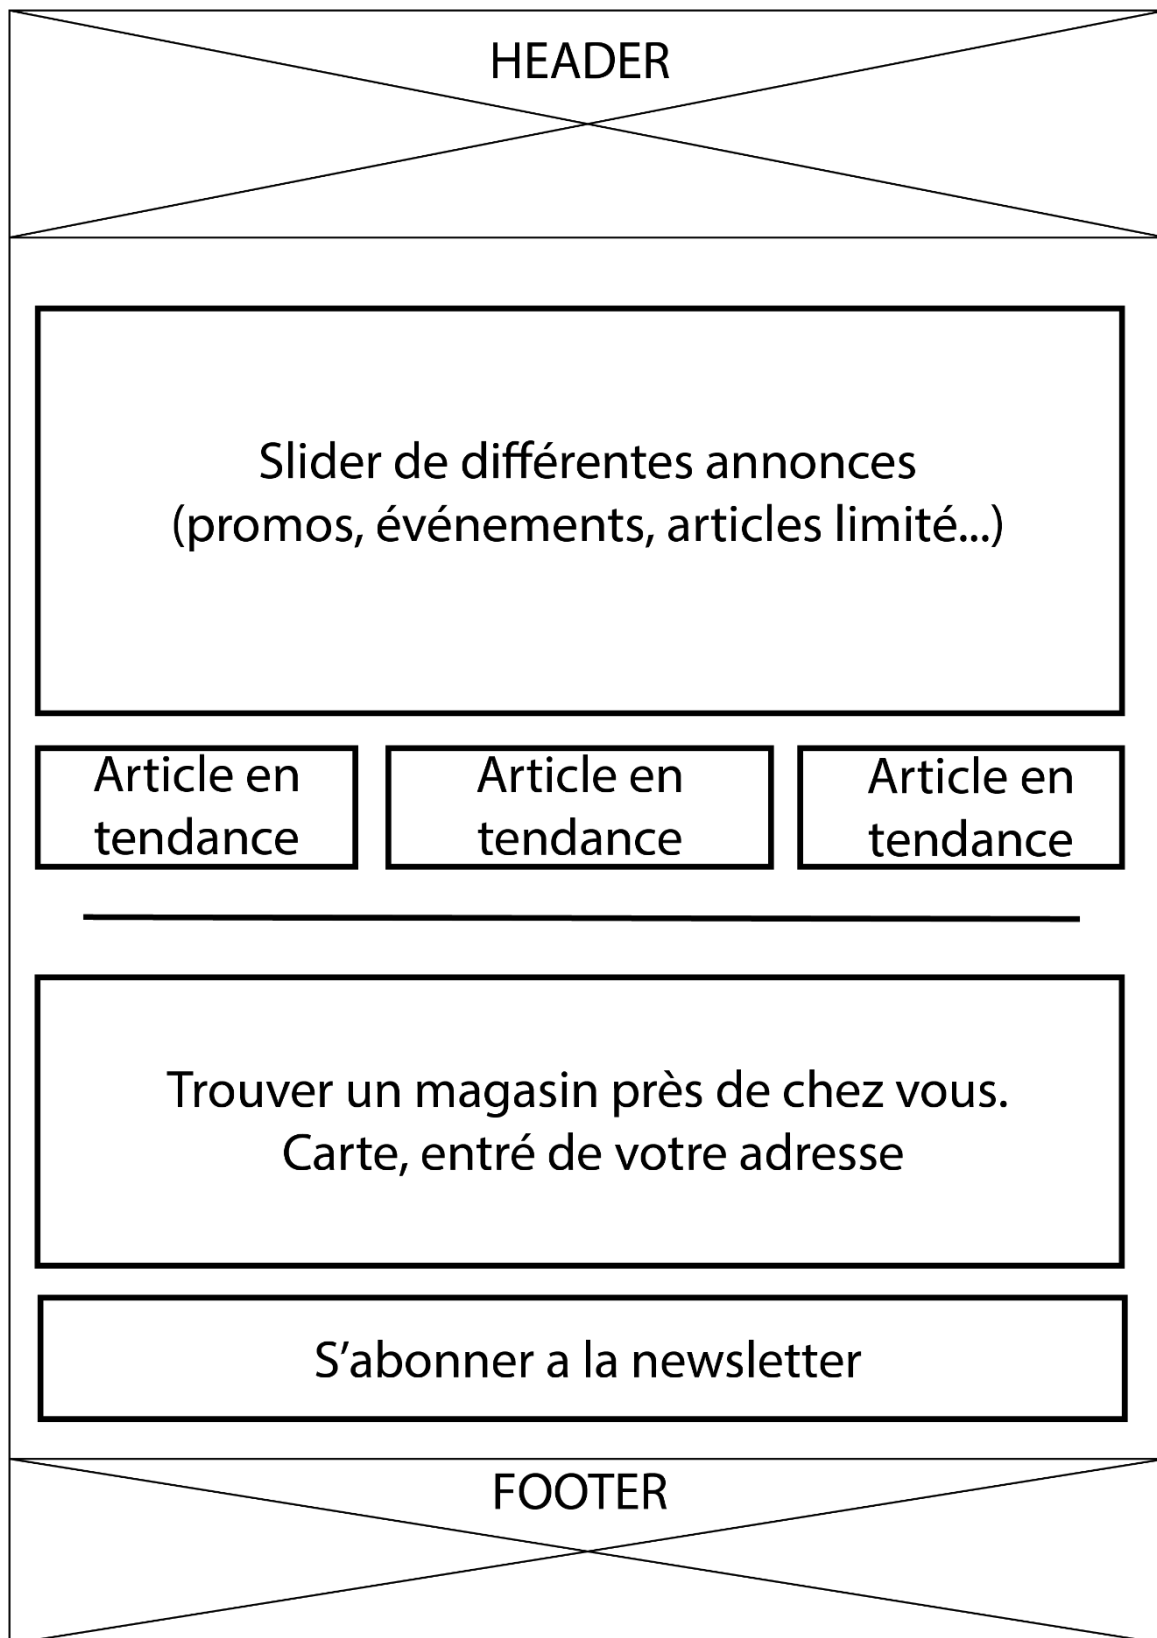 HEADER
Slider de différentes annonces
(promos, événements, articles limité...)
Article en
tendance
Article en
tendance
Article en
tendance
Trouver un magasin près de chez vous.
Carte, entré de votre adresse
S’abonner a la newsletter
FOOTER